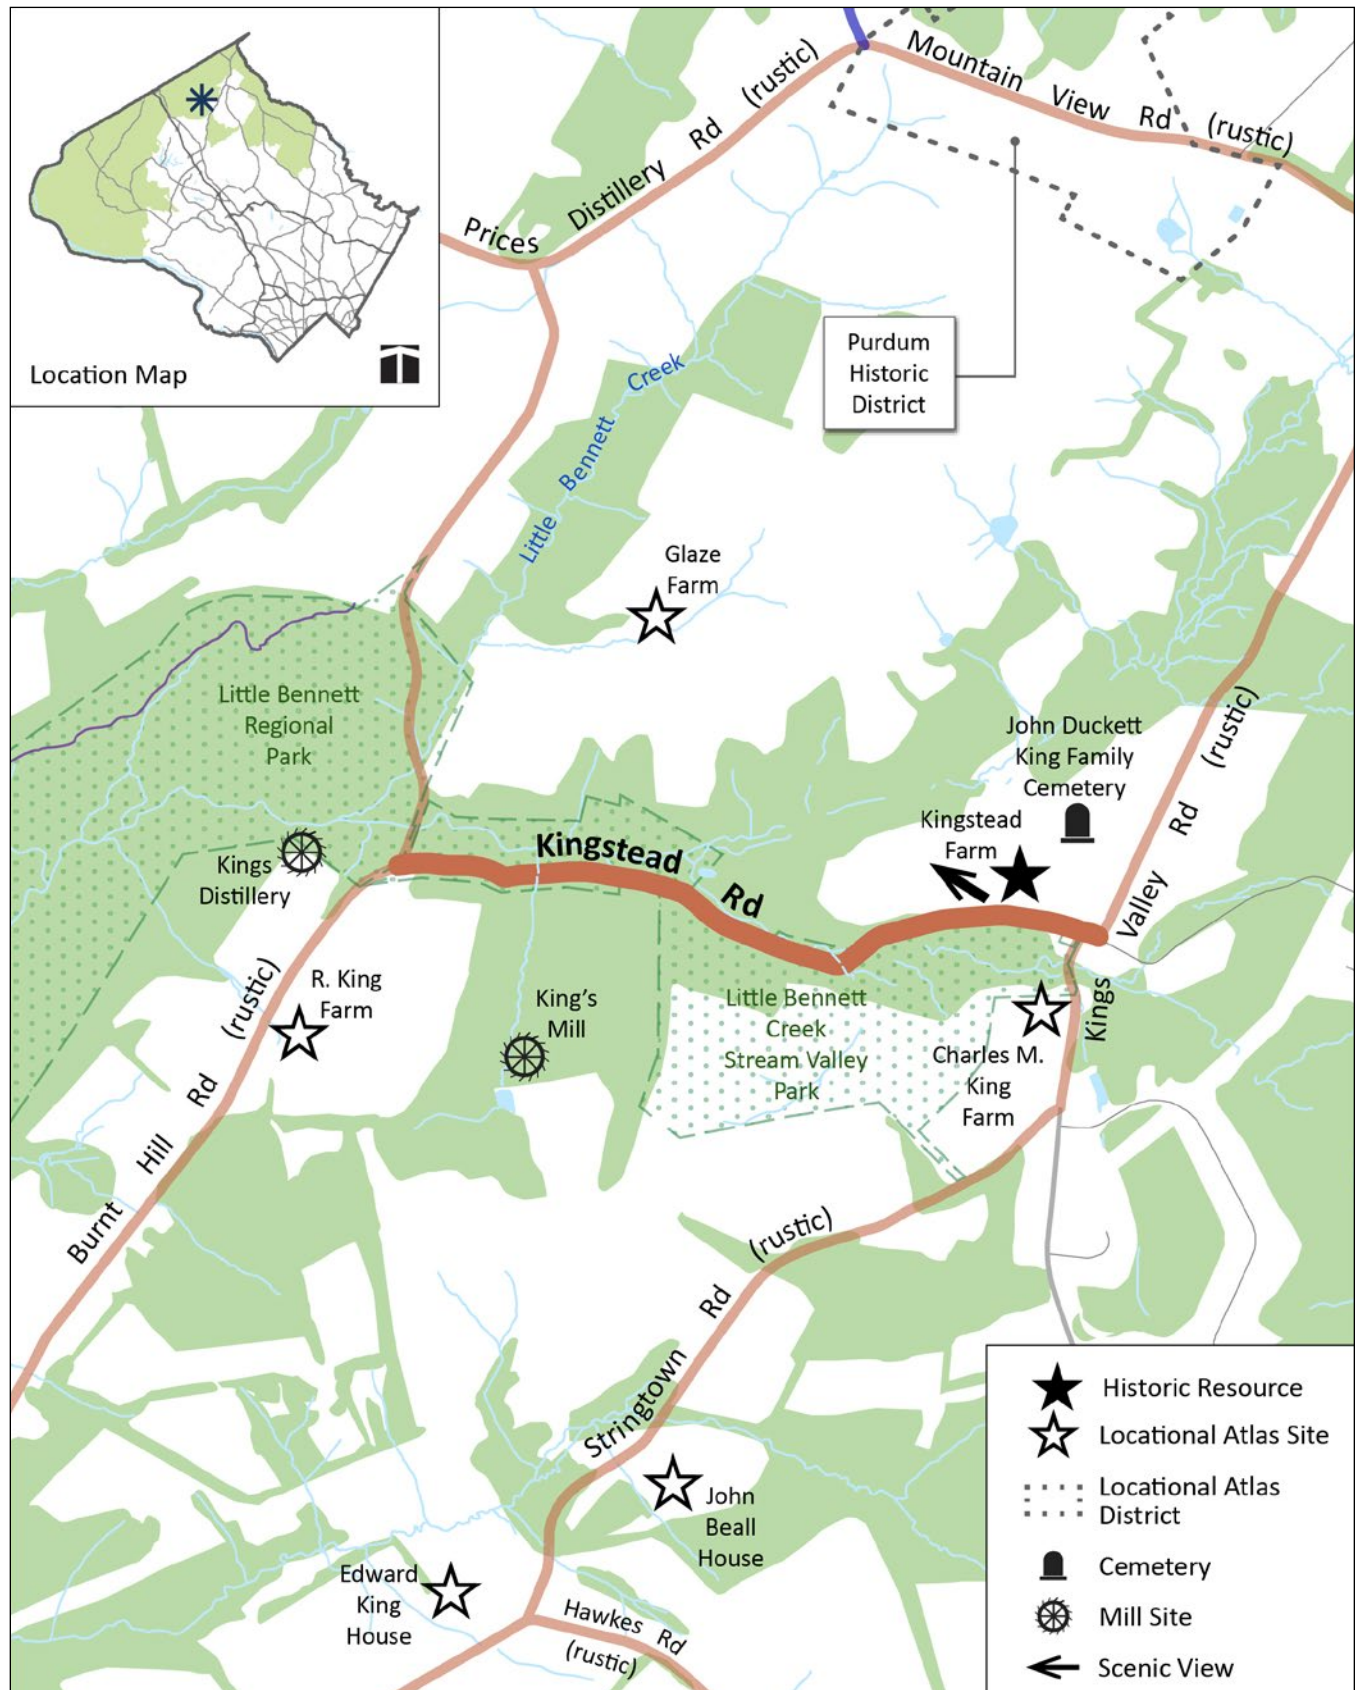 Location Map
Prices Distillery Rd (rustic)
Mountain View Rd (rustic)
Purdum
Historic
District
Little Bennett Creek
Glaze
Farm
Little Bennett
Regional
Park
John Duckett
King Family
Cemetery
Kingstead
Farm
Kings
Distillery
Kingstead Rd
Kings Valley Rd (rustic)
R. King
Farm
King's
Mill
Little Bennett
Creek
Stream Valley
Park
Charles M.
King
Farm
Burnt Hill Rd (rustic)
Stringtown Rd (rustic)
John
Beall
House
Edward
King
House
Hawkes Rd
(rustic)
Historic Resource
Locational Atlas Site
Locational Atlas
District
Cemetery
Mill Site
Scenic View